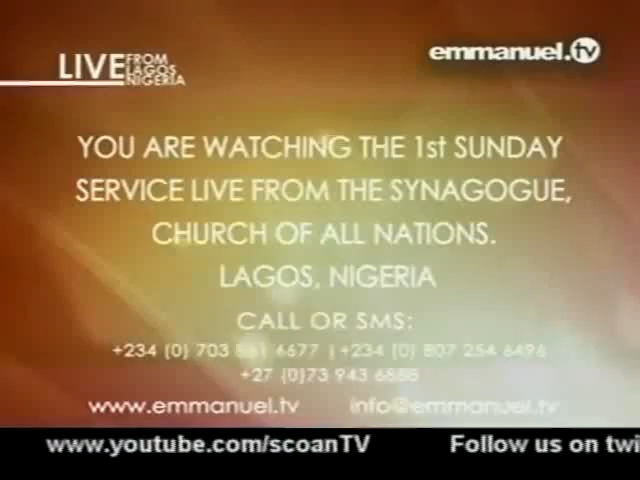 LIVE FROM LAGOS, NIGERIA
emmanuel.tv
YOU ARE WATCHING THE 1st SUNDAY
SERVICE LIVE FROM THE SYNAGOGUE,
CHURCH OF ALL NATIONS.
LAGOS, NIGERIA
CALL OR SMS:
+234 (0) 703 6677 | +234 (0) 807 254 6496
+27 (0)73 943
www.emmanuel.tv info@emmanuel.tv
www.youtube.com/scoanTV Follow us on twi